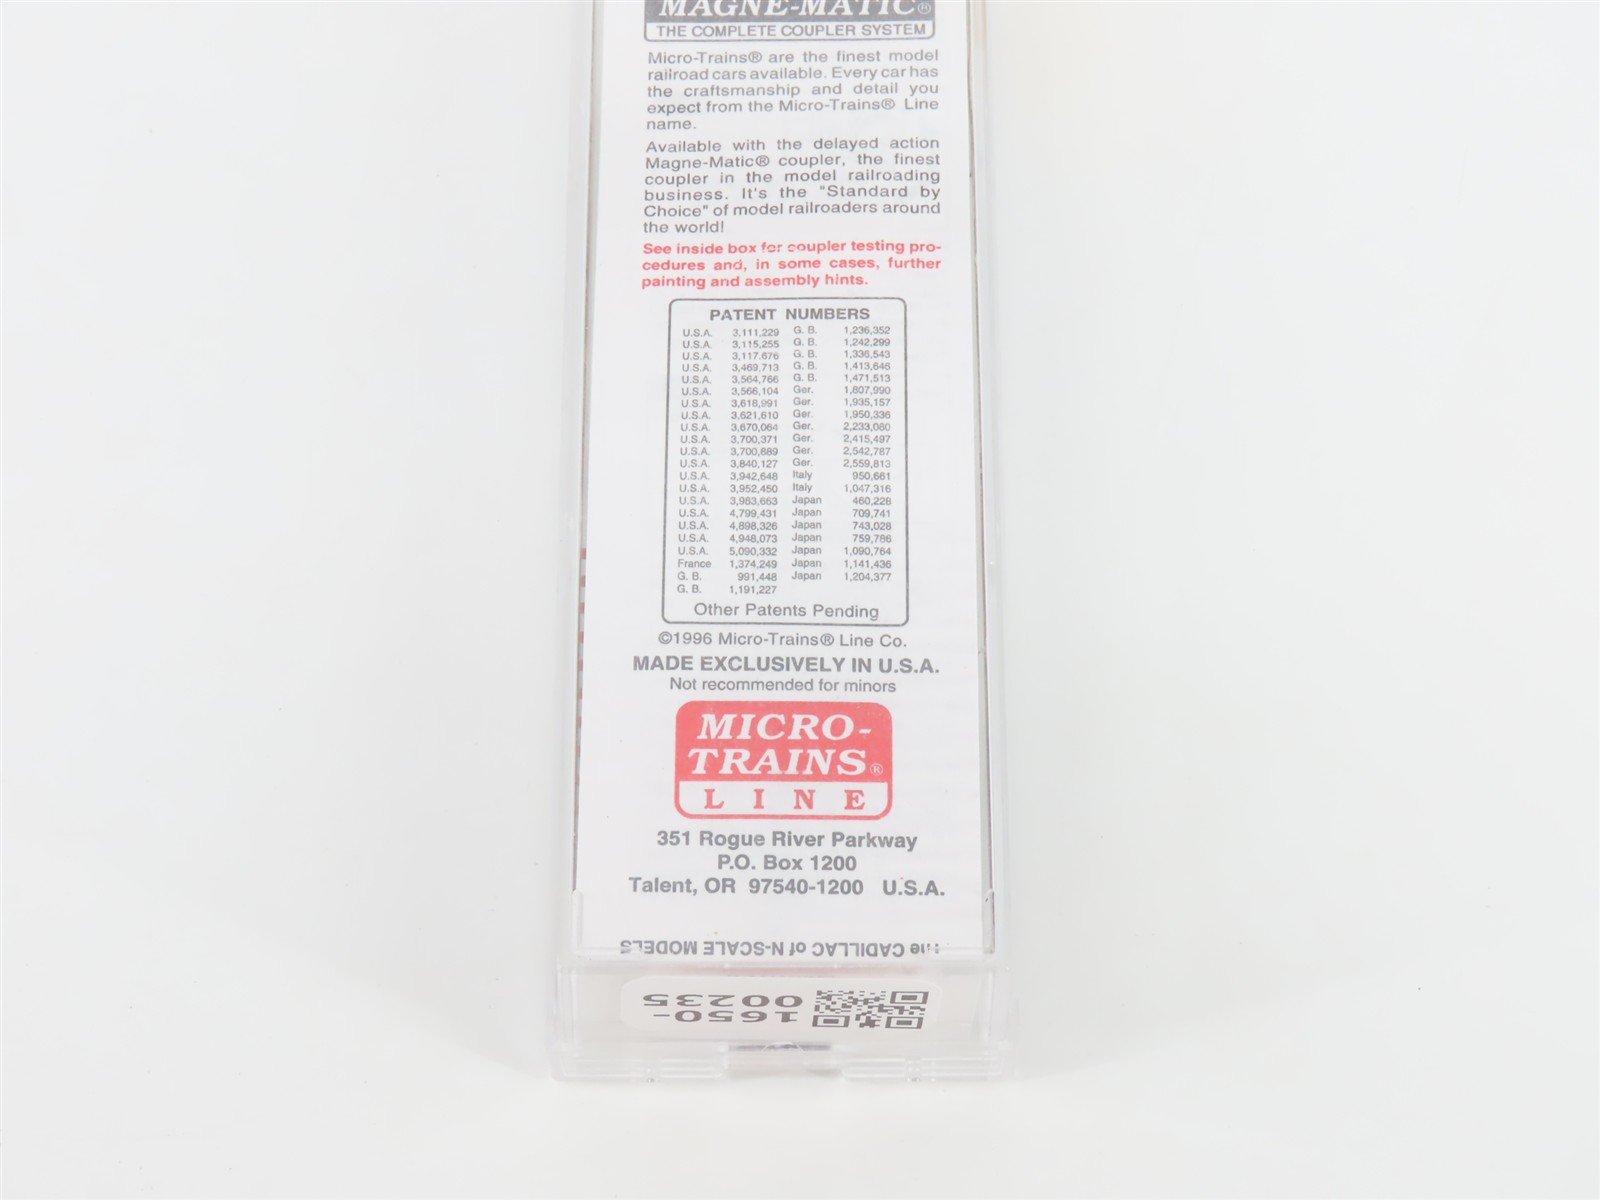 MAGNE-MATIC®
THE COMPLETE COUPLER SYSTEM
Micro-Trains® are the finest model
railroad cars available. Every car has
the craftsmanship and detail you
expect from the Micro-Trains® Line
name.
Available with the delayed action
Magne-Matic® coupler, the finest
coupler in the model railroading
business. It's the "Standard by
Choice" of model railroaders around
the world!
See inside box for coupler testing pro-
cedures and, in some cases, further
painting and assembly hints.
PATENT NUMBERS
U.S.A. 3,111,229 G. B. 1,236,352
U.S.A. 3,115,255 G. B. 1,242,299
U.S.A. 3,117,676 G. B. 1,336,543
U.S.A. 3,469,713 G. B. 1,413,646
U.S.A. 3,564,766 G. B. 1,471,513
U.S.A. 3,566,104 Ger. 1,807,990
U.S.A. 3,618,991 Ger. 1,935,157
U.S.A. 3,621,610 Ger. 1,950,336
U.S.A. 3,670,064 Ger. 2,233,080
U.S.A. 3,700,371 Ger. 2,415,497
U.S.A. 3,700,889 Ger. 2,542,787
U.S.A. 3,840,127 Ger. 2,559,813
U.S.A. 3,942,648 Italy 950,661
U.S.A. 3,952,450 Italy 1,047,316
U.S.A. 3,983,663 Japan 460,228
U.S.A. 4,799,431 Japan 709,741
U.S.A. 4,898,326 Japan 743,028
U.S.A. 4,948,073 Japan 759,786
U.S.A. 5,090,332 Japan 1,090,764
France 1,374,249 Japan 1,141,436
G. B. 991,448 Japan 1,204,377
G. B. 1,191,227
Other Patents Pending
©1996 Micro-Trains® Line Co.
MADE EXCLUSIVELY IN U.S.A.
Not recommended for minors
MICRO-
TRAINS®
LINE
351 Rogue River Parkway
P.O. Box 1200
Talent, OR 97540-1200 U.S.A.
The CADILLAC of N-SCALE MODELS
1650-
00235